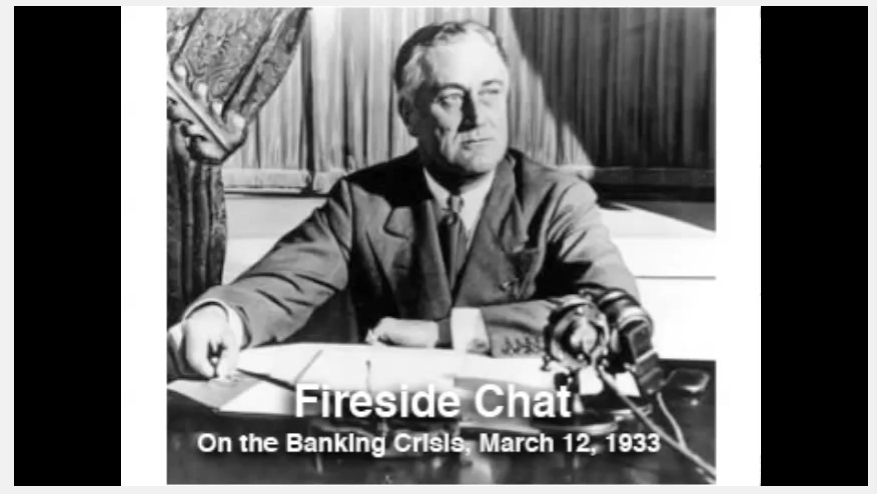 Fireside Chat
On the Banking Crisis, March 12, 1933